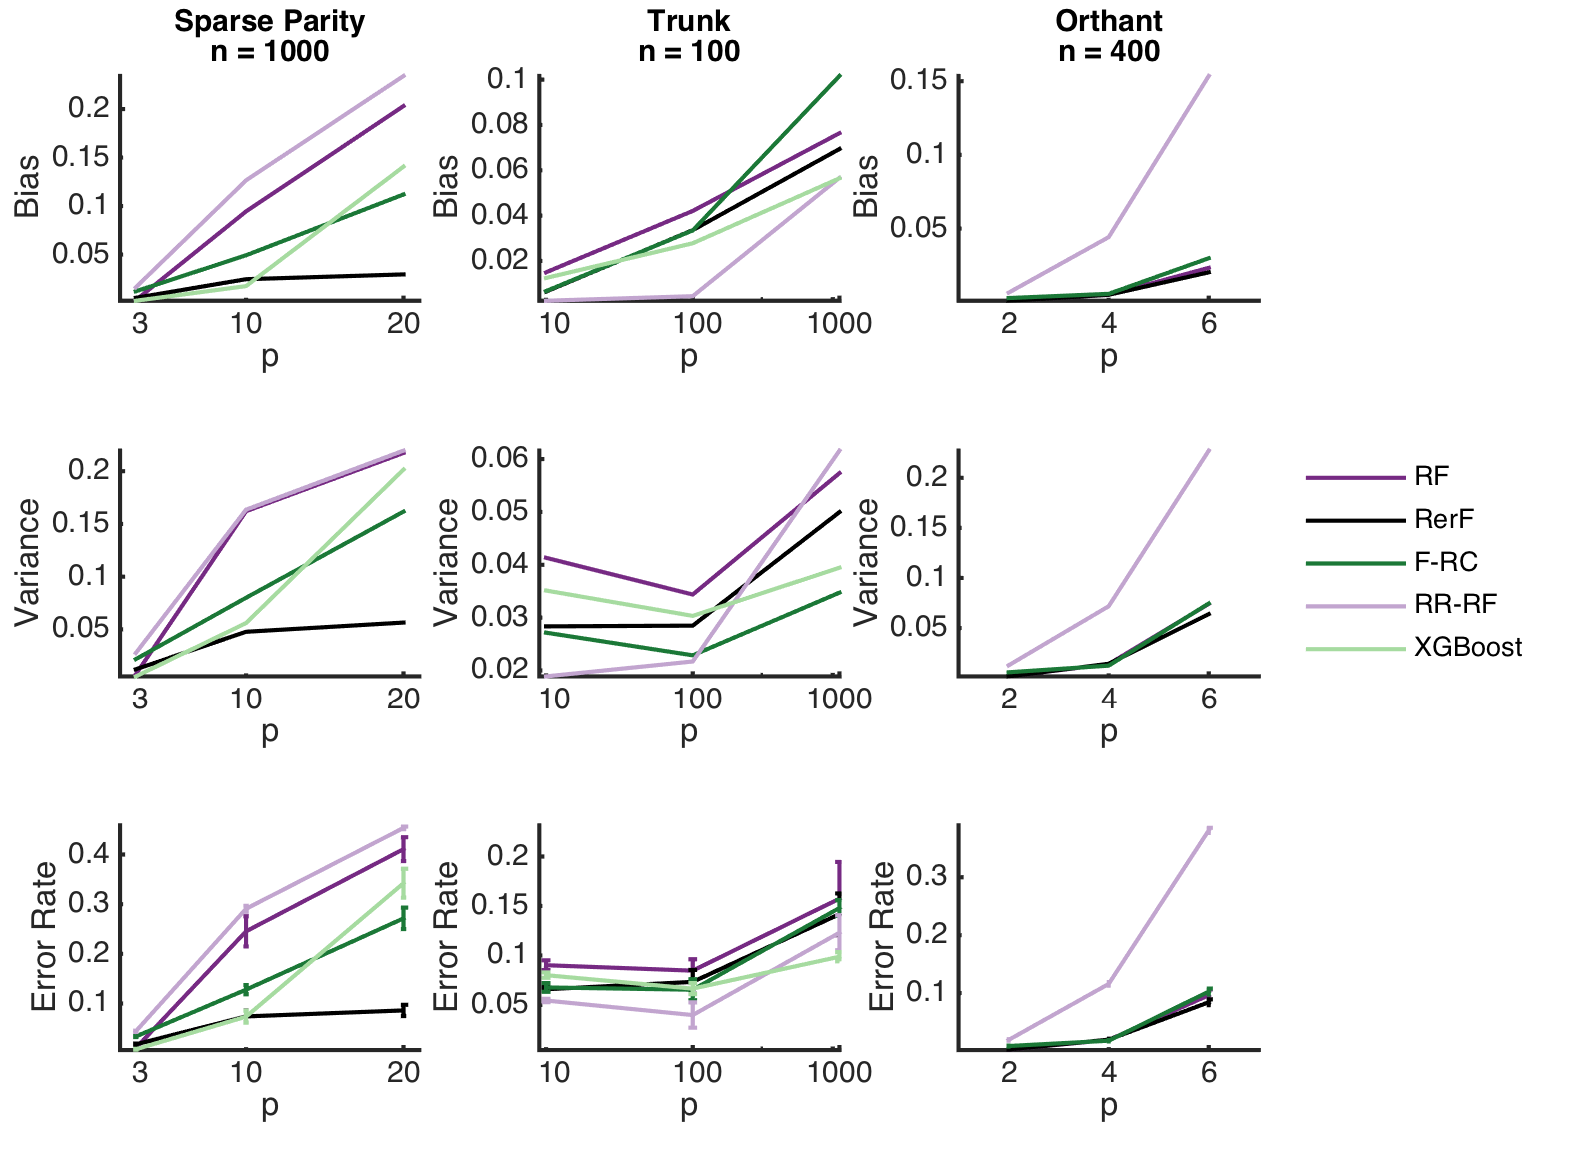 Sparse Parity
n = 1000
Trunk
n = 100
Orthant
n = 400
Bias
0.2
0.15
0.1
0.05
3
10
20
p
Bias
0.1
0.08
0.06
0.04
0.02
10
100
1000
p
Bias
0.15
0.1
0.05
2
4
6
p
Variance
0.2
0.15
0.1
0.05
3
10
20
p
Variance
0.06
0.05
0.04
0.03
0.02
10
100
1000
p
Variance
0.2
0.15
0.1
0.05
2
4
6
p
RF
RerF
F-RC
RR-RF
XGBoost
Error Rate
0.4
0.3
0.2
0.1
3
10
20
p
Error Rate
0.2
0.15
0.1
0.05
10
100
1000
p
Error Rate
0.3
0.2
0.1
2
4
6
p